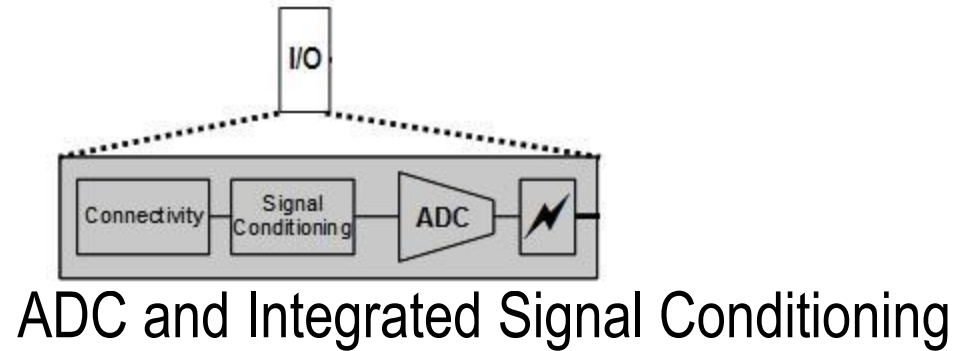 I/O
Connectivity
Signal
Conditioning
ADC
ADC and Integrated Signal Conditioning